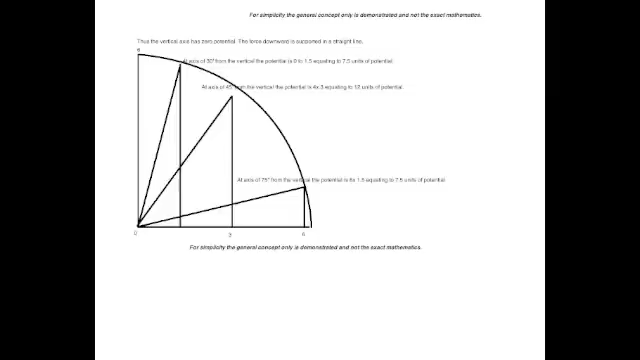 For simplicity the general concept only is demonstrated and not the exact mathematics.
Thus the vertical axis has zero potential. The force downward is supported in a straight line.
6
At axis of 30° from the vertical the potential is 6 to 1.5 equating to 7.5 units of potential.
At axis of 45° from the vertical the potential is 4x 3 equating to 12 units of potential.
At axis of 75° from the vertical the potential is 6x 1.5 equating to 7.5 units of potential
0 3 6
For simplicity the general concept only is demonstrated and not the exact mathematics.